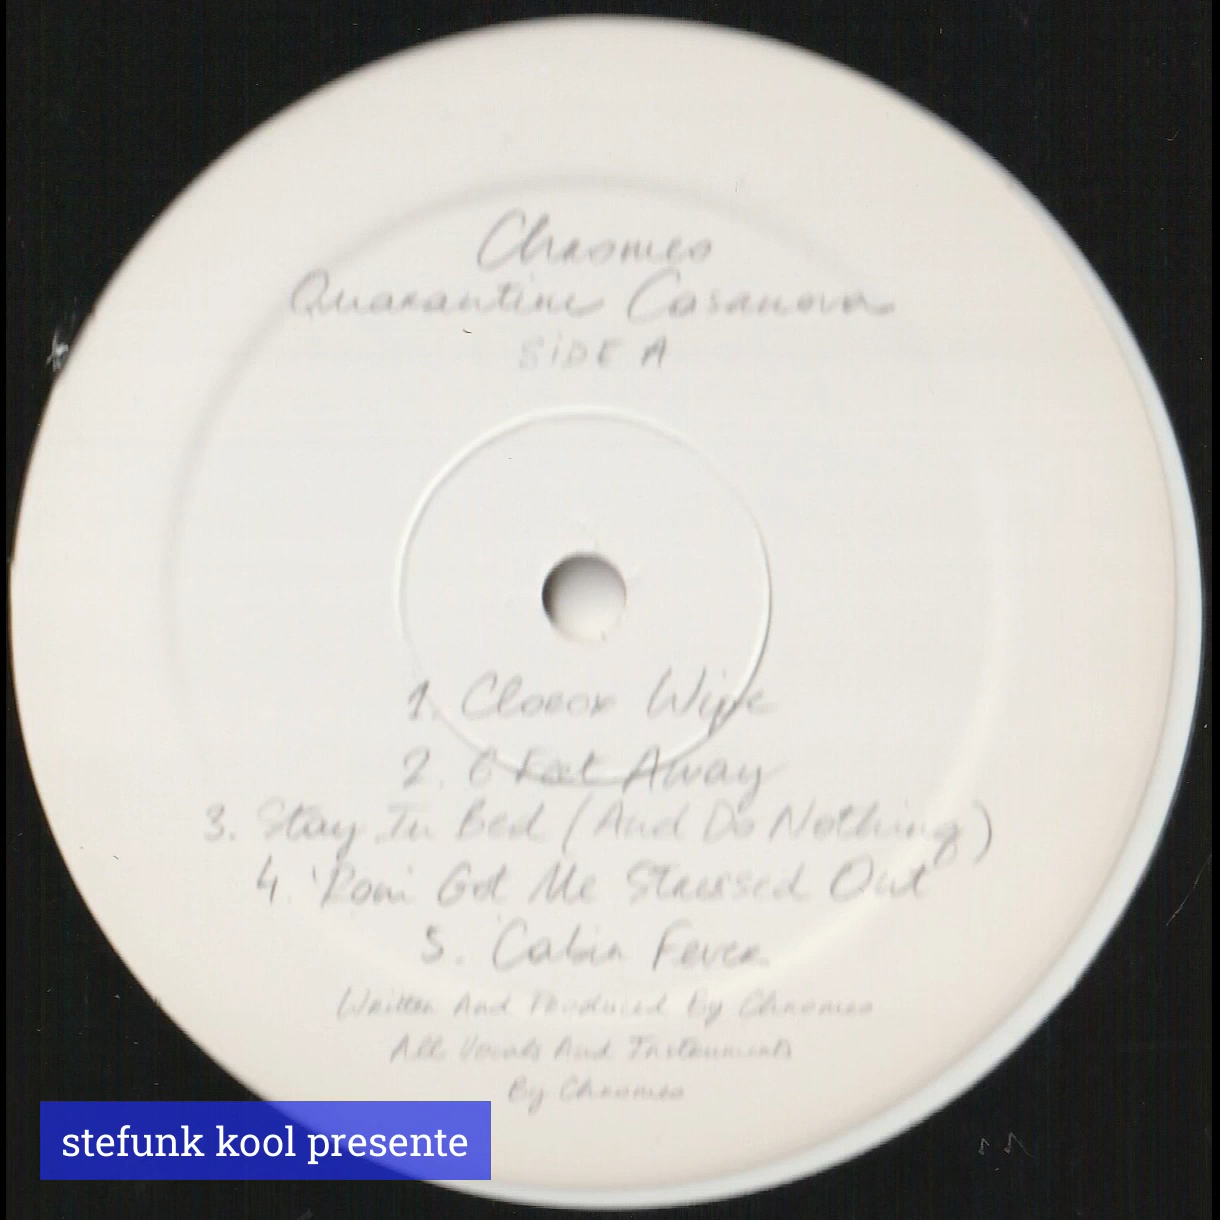 Chromeo
Quarantine Casanova
SIDE A
1. Clorox Wipe
2. 6 Feet Away
3. Stay In Bed (And Do Nothing)
4. 'Roni Got Me Stressed Out
5. Cabin Fever
Written And Produced By Chromeo
All Vocals And Instruments
By Chromeo
stefunk kool presente